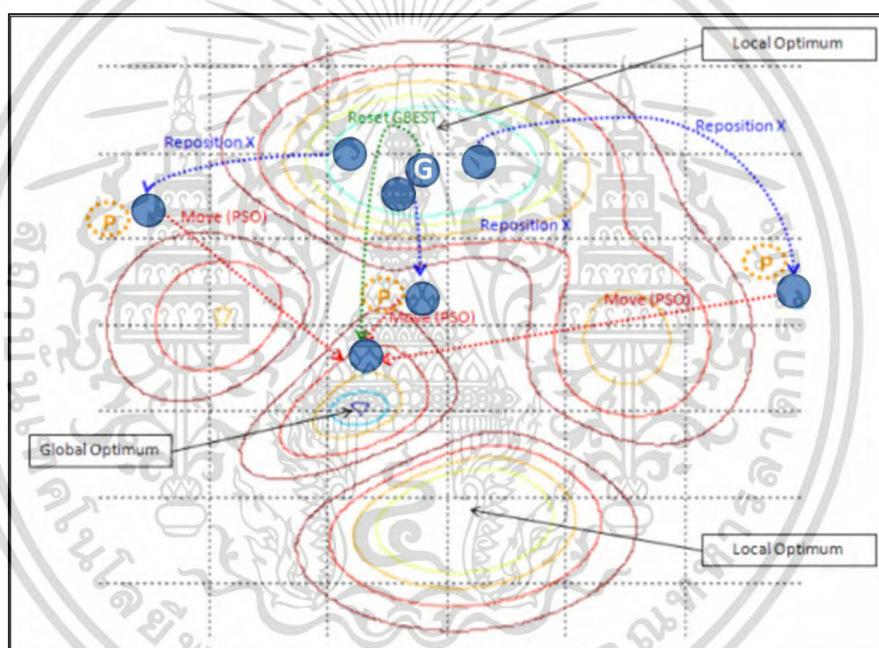 Local Optimum
Reset GBEST
Reposition X
Reposition X
G
P
Move (PSO)
Reposition X
P
P
Move (PSO)
Move (PSO)
Global Optimum
Local Optimum